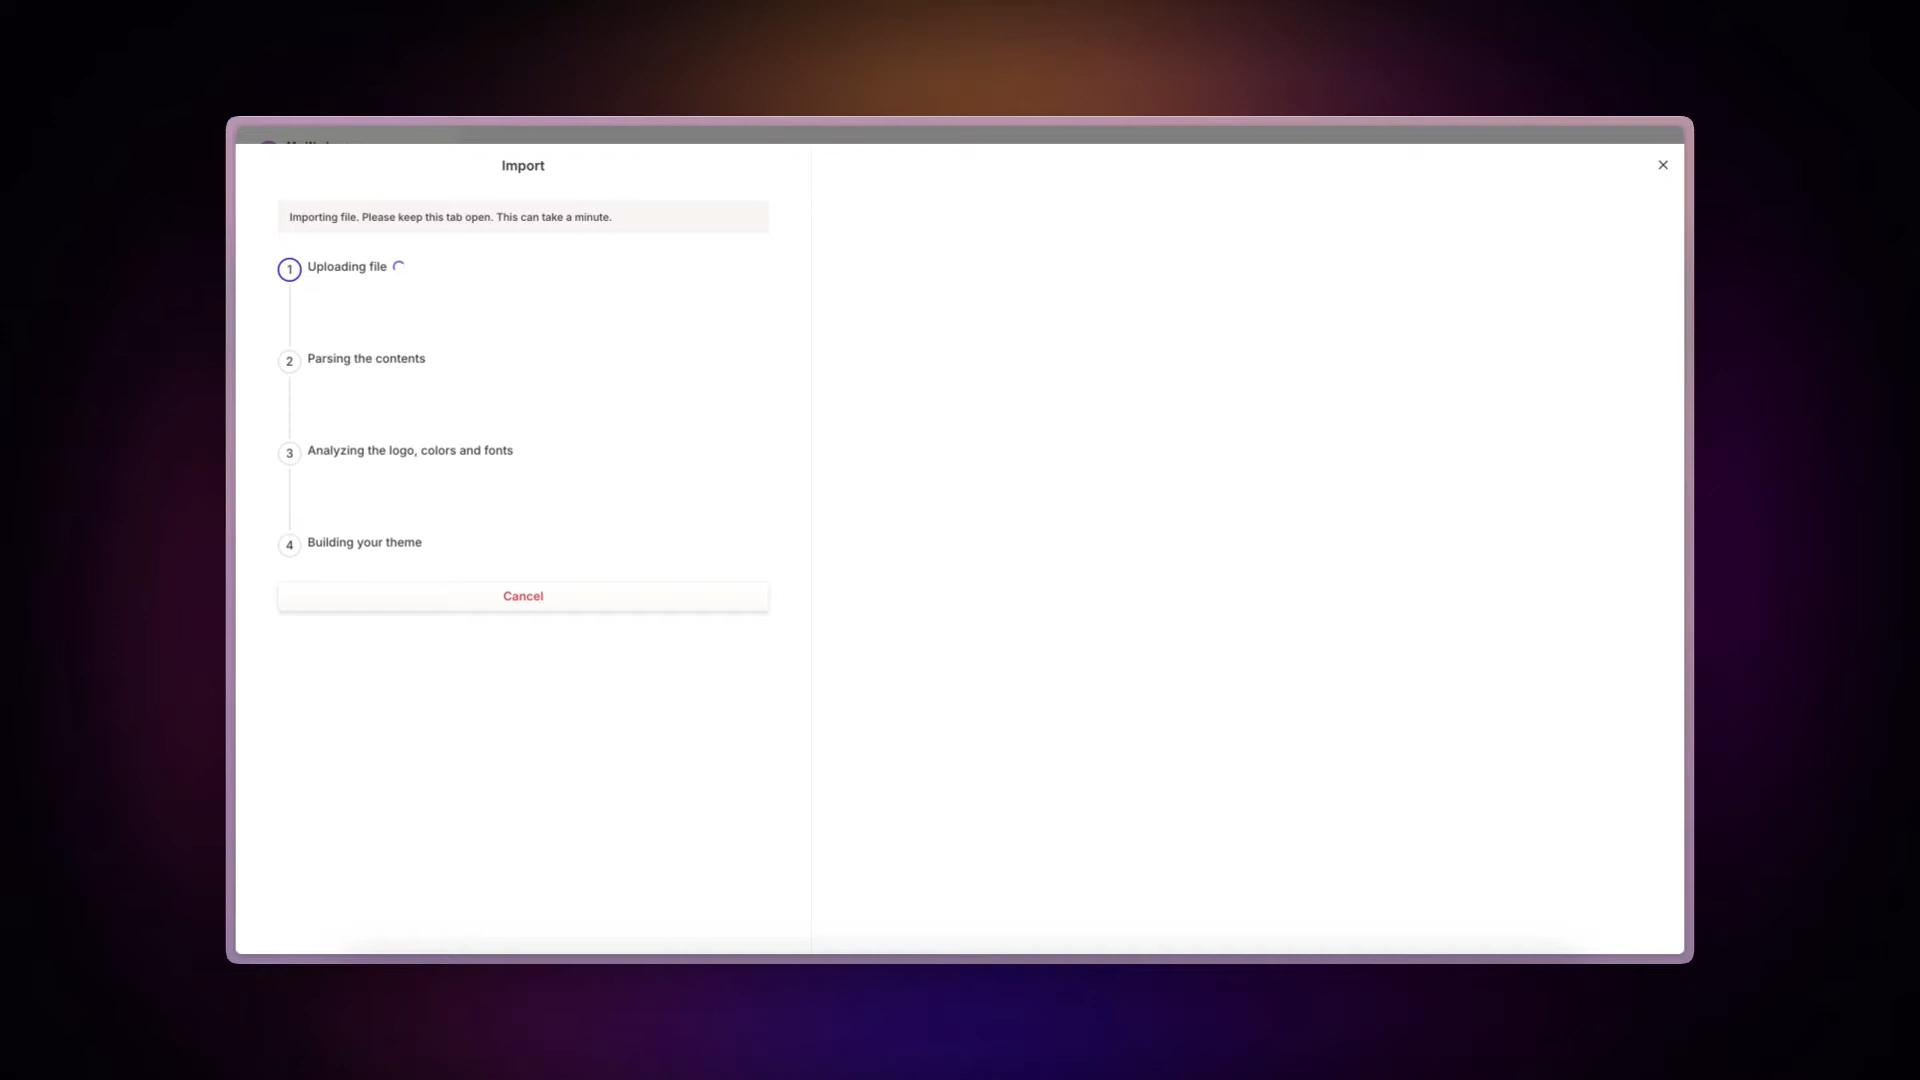 Import
Importing file. Please keep this tab open. This can take a minute.
1 Uploading file
2 Parsing the contents
3 Analyzing the logo, colors and fonts
4 Building your theme
Cancel